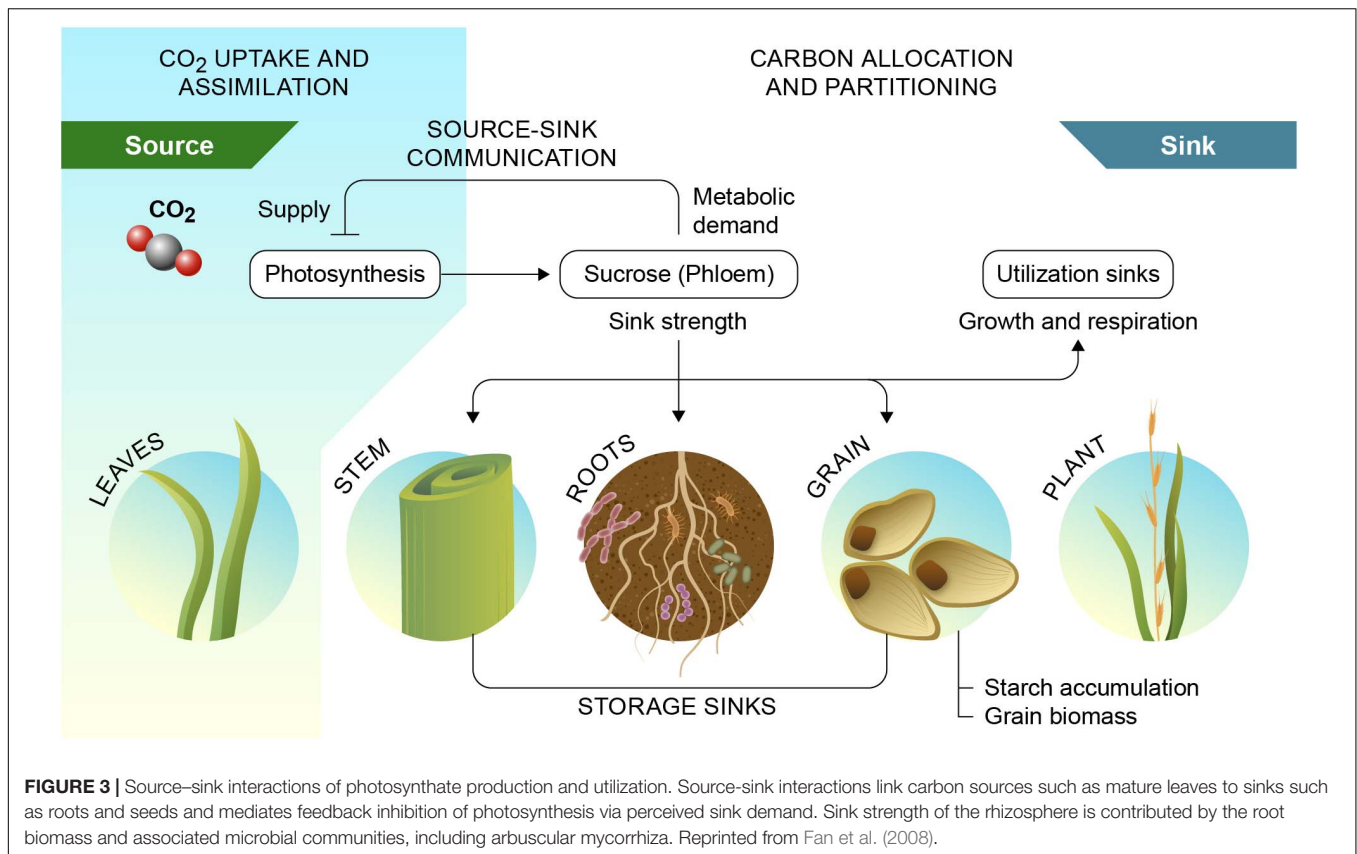 CO2 UPTAKE AND
ASSIMILATION
CARBON ALLOCATION
AND PARTITIONING
Source
SOURCE-SINK
COMMUNICATION
Sink
CO2
Supply
Metabolic
demand
Photosynthesis
Sucrose (Phloem)
Utilization sinks
Sink strength
Growth and respiration
LEAVES
STEM
ROOTS
GRAIN
PLANT
STORAGE SINKS
Starch accumulation
Grain biomass
FIGURE 3 | Source–sink interactions of photosynthate production and utilization. Source-sink interactions link carbon sources such as mature leaves to sinks such
as roots and seeds and mediates feedback inhibition of photosynthesis via perceived sink demand. Sink strength of the rhizosphere is contributed by the root
biomass and associated microbial communities, including arbuscular mycorrhiza. Reprinted from Fan et al. (2008).